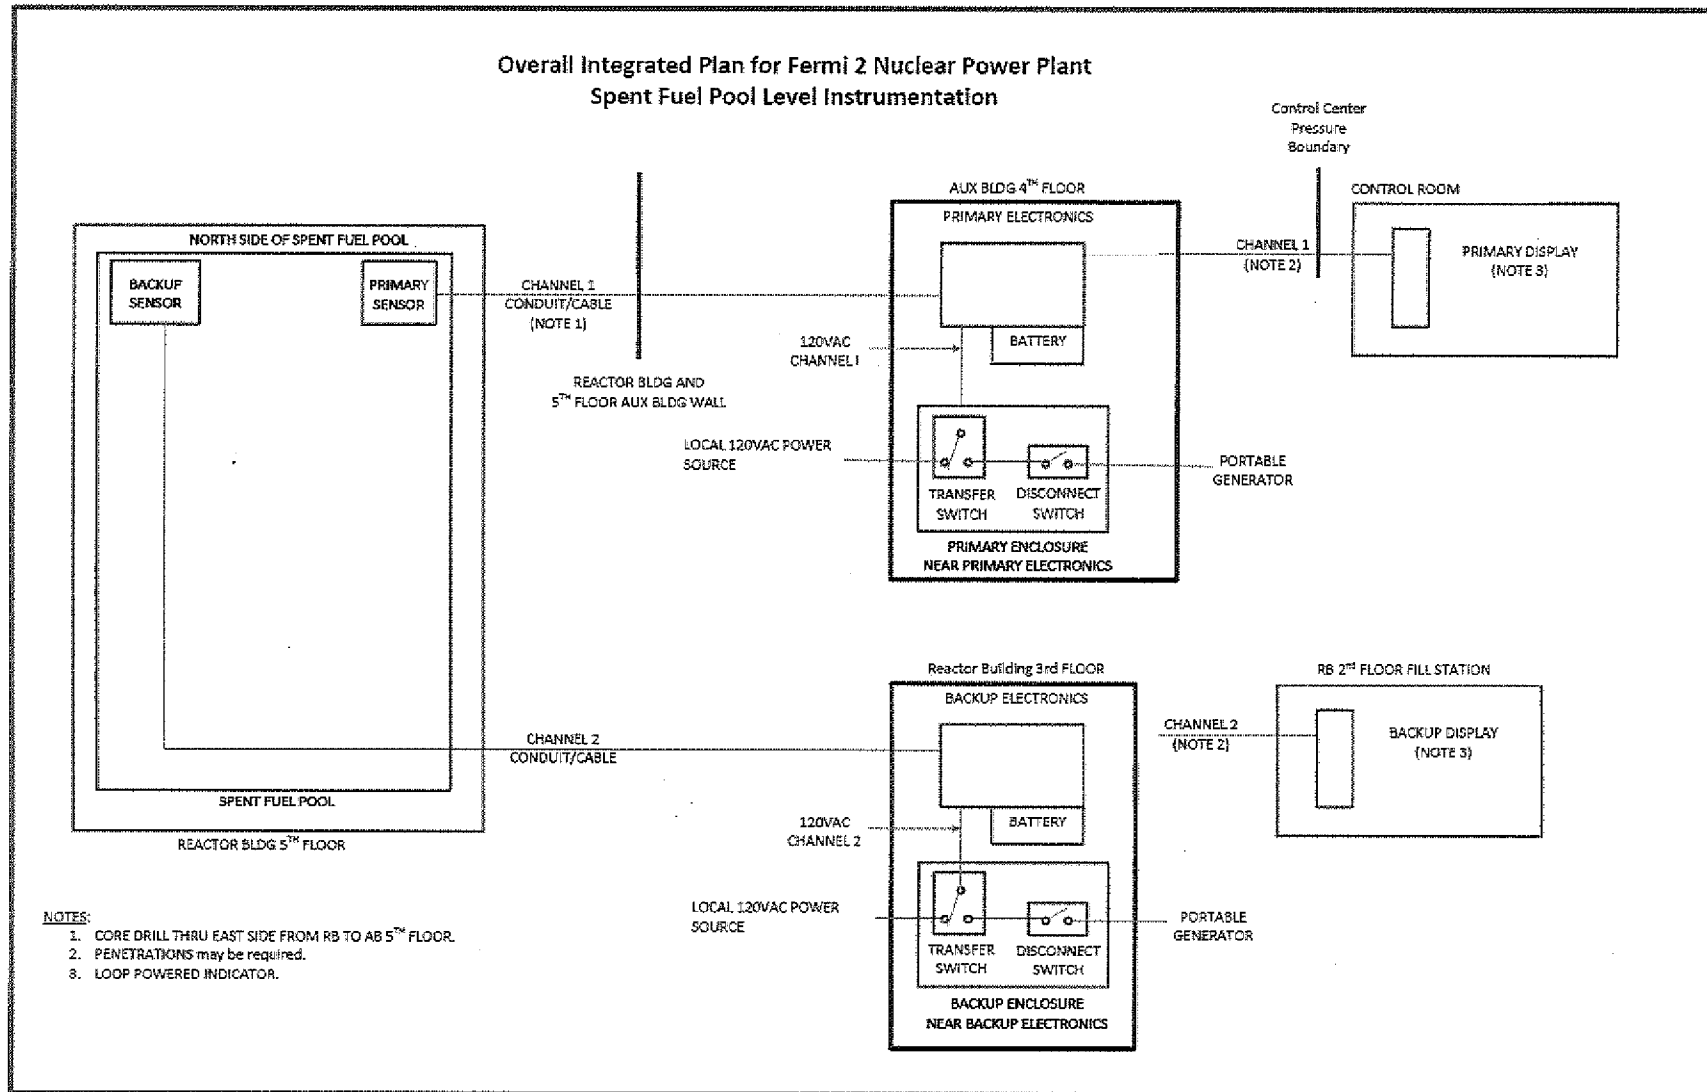 Overall Integrated Plan for Fermi 2 Nuclear Power Plant
Spent Fuel Pool Level Instrumentation
Control Center
Pressure
Boundary
AUX BLDG 4TH FLOOR
CONTROL ROOM
PRIMARY ELECTRONICS
NORTH SIDE OF SPENT FUEL POOL
BACKUP
SENSOR
PRIMARY
SENSOR
CHANNEL 1
CONDUIT/CABLE
(NOTE 1)
CHANNEL 1
(NOTE 2)
PRIMARY DISPLAY
(NOTE 3)
120VAC
CHANNEL1
BATTERY
REACTOR BLDG AND
5TH FLOOR AUX BLDG WALL
LOCAL 120VAC POWER
SOURCE
PORTABLE
GENERATOR
TRANSFER
SWITCH
DISCONNECT
SWITCH
PRIMARY ENCLOSURE
NEAR PRIMARY ELECTRONICS
Reactor Building 3rd FLOOR
RB 2nd FLOOR FILL STATION
BACKUP ELECTRONICS
CHANNEL 2
CONDUIT/CABLE
CHANNEL 2
(NOTE 2)
BACKUP DISPLAY
(NOTE 3)
SPENT FUEL POOL
REACTOR BLDG 5TH FLOOR
120VAC
CHANNEL 2
BATTERY
LOCAL 120VAC POWER
SOURCE
PORTABLE
GENERATOR
TRANSFER
SWITCH
DISCONNECT
SWITCH
BACKUP ENCLOSURE
NEAR BACKUP ELECTRONICS
NOTES:
1. CORE DRILL THRU EAST SIDE FROM RB TO AB 5TH FLOOR.
2. PENETRATIONS may be required.
3. LOOP POWERED INDICATOR.